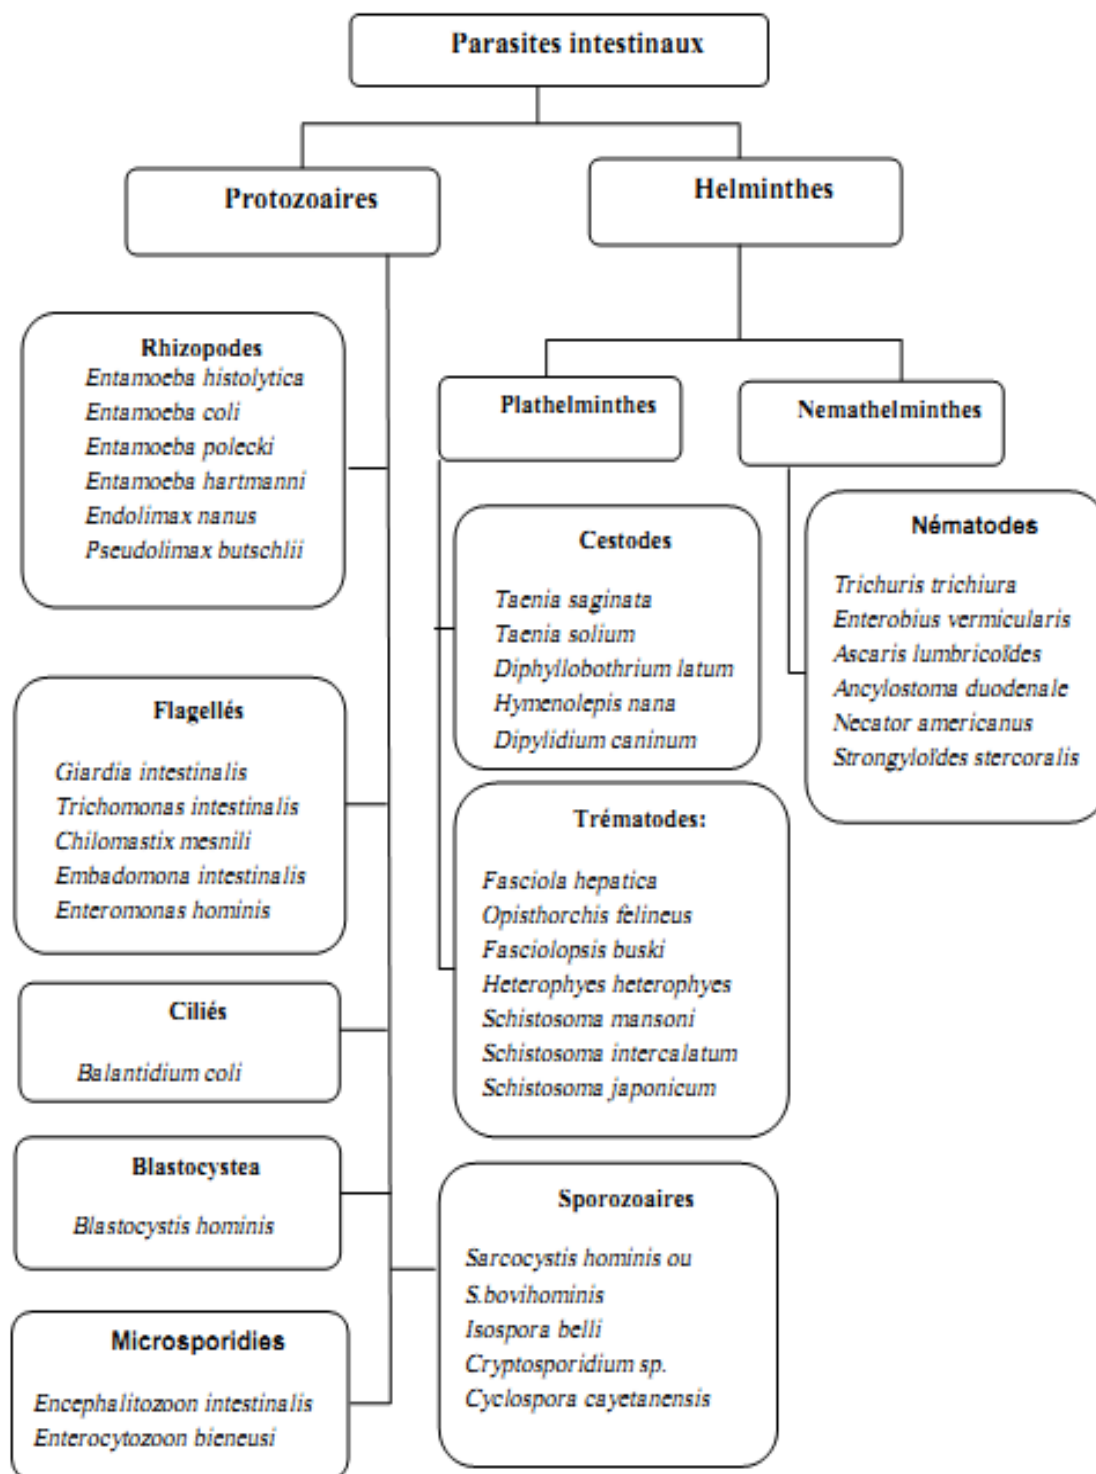 Parasites intestinaux
Protozoaires
Helminthes
Rhizopodes
Entamoeba histolytica
Entamoeba coli
Entamoeba polecki
Entamoeba hartmanni
Endolimax nanus
Pseudolimax butschlii
Flagellés
Giardia intestinalis
Trichomonas intestinalis
Chilomastix mesnili
Embadomona intestinalis
Enteromonas hominis
Ciliés
Balantidium coli
Blastocystea
Blastocystis hominis
Microsporidies
Encephalitozoon intestinalis
Enterocytozoon bieneusi
Sporozoaires
Sarcocystis hominis ou
S.bovihominis
Isospora belli
Cryptosporidium sp.
Cyclospora cayetanensis
Plathelminthes
Cestodes
Taenia saginata
Taenia solium
Diphyllobothrium latum
Hymenolepis nana
Dipylidium caninum
Trématodes:
Fasciola hepatica
Opisthorchis felineus
Fasciolopsis buski
Heterophyes heterophyes
Schistosoma mansoni
Schistosoma intercalatum
Schistosoma japonicum
Nemathelminthes
Nématodes
Trichuris trichiura
Enterobius vermicularis
Ascaris lumbricoïdes
Ancylostoma duodenale
Necator americanus
Strongyloïdes stercoralis